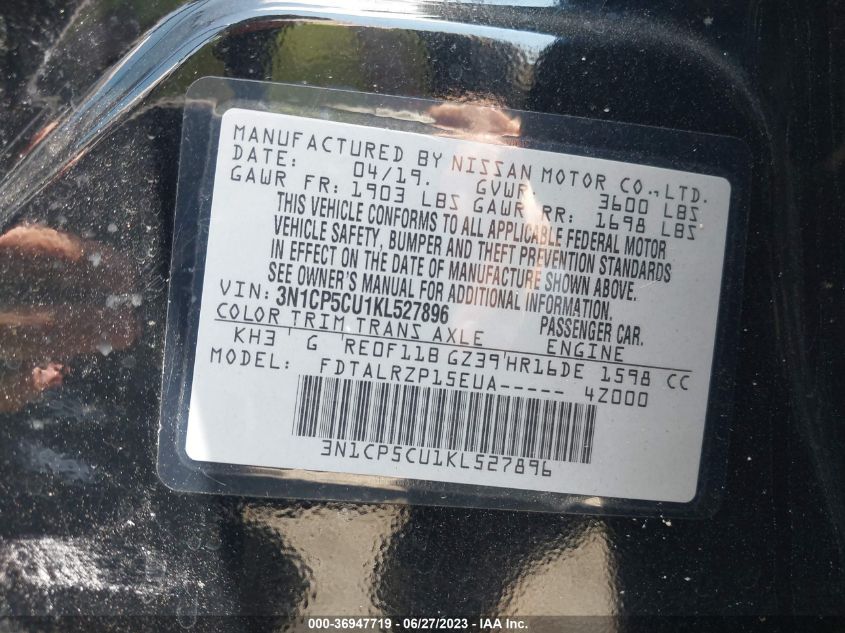 MANUFACTURED BY NISSAN MOTOR CO.,LTD.
DATE: 04/19. GVWR 3600 LBS
GAWR FR: 1903 LBS GAWR RR: 1698 LBS
THIS VEHICLE CONFORMS TO ALL APPLICABLE FEDERAL MOTOR
VEHICLE SAFETY, BUMPER AND THEFT PREVENTION STANDARDS
IN EFFECT ON THE DATE OF MANUFACTURE SHOWN ABOVE.
SEE OWNER'S MANUAL FOR ADDITIONAL INFORMATION.
VIN: 3N1CP5CU1KL527896 PASSENGER CAR.
COLOR TRIM TRANS AXLE ENGINE
KH3 G RE0F11B GZ39 HR16DE 1598 CC
MODEL: FDTALRZP15EUA----- 4Z000
3N1CP5CU1KL527896
000-36947719 - 06/27/2023 - IAA Inc.